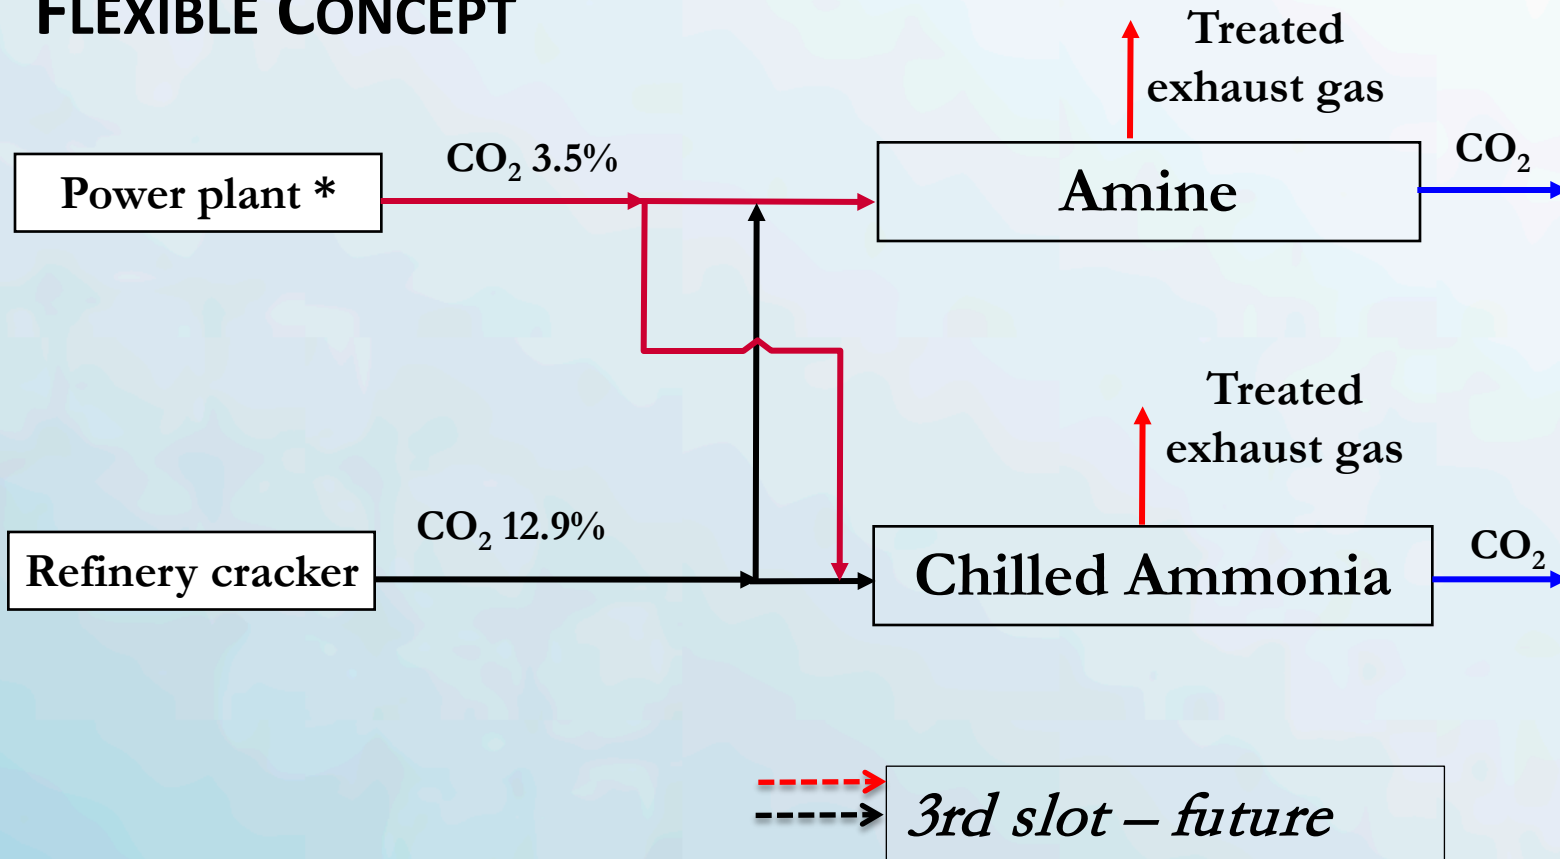 FLEXIBLE CONCEPT
Treated
exhaust gas
CO₂ 3.5%
CO₂
Power plant *
Amine
Treated
exhaust gas
CO₂ 12.9%
CO₂
Refinery cracker
Chilled Ammonia
3rd slot – future